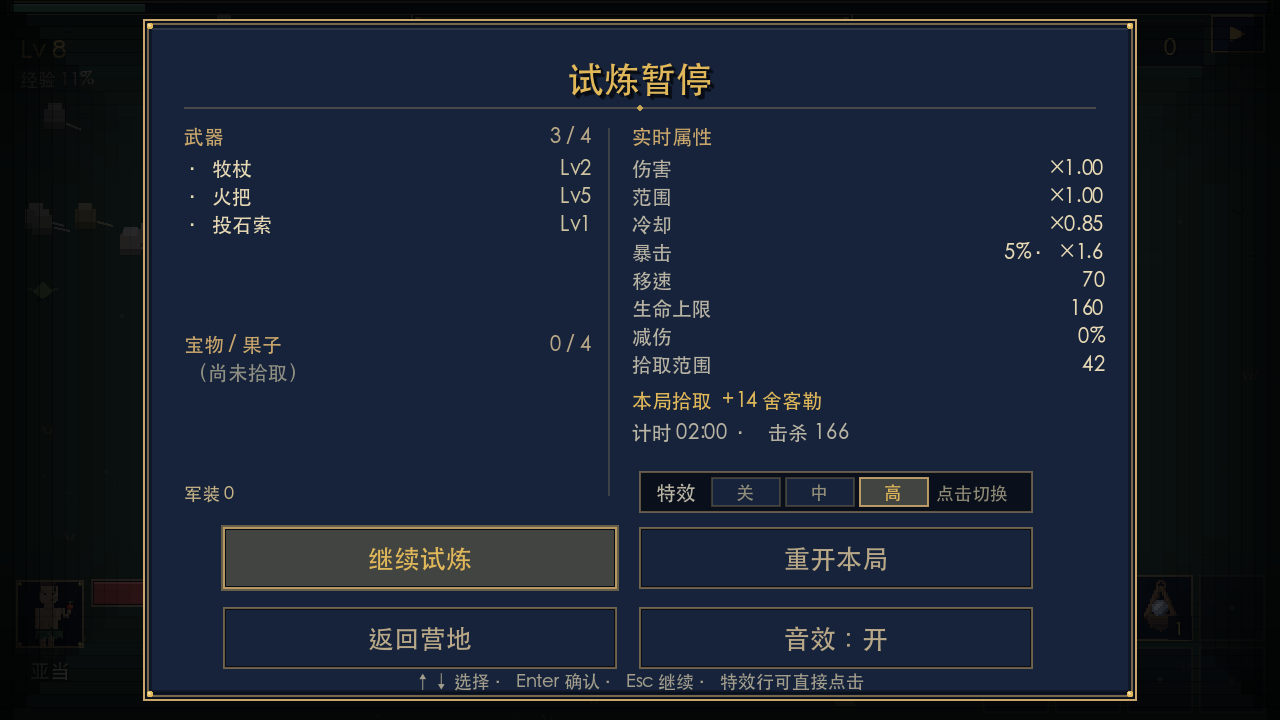 Lv 8
经验 11%
0
试炼暂停
武器 3 / 4
· 牧杖 Lv2
· 火把 Lv5
· 投石索 Lv1
宝物 / 果子 0 / 4
（尚未拾取）
军装 0
实时属性
伤害 ×1.00
范围 ×1.00
冷却 ×0.85
暴击 5%· ×1.6
移速 70
生命上限 160
减伤 0%
拾取范围 42
本局拾取 +14 舍客勒
计时 02:00 · 击杀 166
特效 关 中 高 点击切换
继续试炼 重开本局
返回营地 音效：开
↑ ↓ 选择 · Enter 确认 · Esc 继续 · 特效行可直接点击
亚当
1